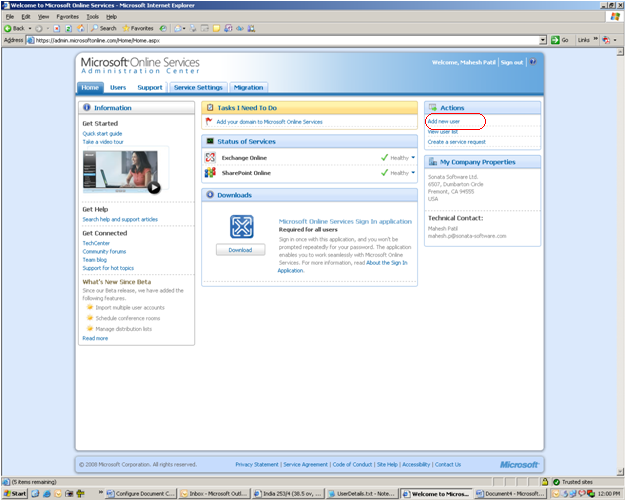 Welcome to Microsoft Online Services - Microsoft Internet Explorer
File Edit View Favorites Tools Help
Back Search Favorites
Address https://admin.microsoftonline.com/Home/Home.aspx Go Links »
Microsoft Online Services
Administration Center
Welcome, Mahesh Patil | Sign out | ?
Home Users Support Service Settings Migration
Information
Get Started
Quick start guide
Take a video tour
Get Help
Search help and support articles
Get Connected
TechCenter
Community forums
Team blog
Support for hot topics
What's New Since Beta
Since our Beta release, we have added the
following features:
Import multiple user accounts
Schedule conference rooms
Manage distribution lists
Read more
Tasks I Need To Do
Add your domain to Microsoft Online Services
Status of Services
Exchange Online Healthy
SharePoint Online Healthy
Downloads
Download
Microsoft Online Services Sign In application
Required for all users
Sign in once with this application, and you won't be
prompted repeatedly for your password. The application
enables you to work seamlessly with Microsoft Online
Services. For more information, read About the Sign In
Application.
Actions
Add new user
View user list
Create a service request
My Company Properties
Sonata Software Ltd.
6507, Dumbarton Circle
Fremont, CA 94555
USA
Technical Contact:
Mahesh Patil
mahesh.p@sonata-software.com
© 2008 Microsoft Corporation. All rights reserved.
Privacy Statement | Service Agreement | Code of Conduct | Site Help | Accessibility | Contact Us
Microsoft
(5 items remaining) Trusted sites
Start » Configure Document C... Inbox - Microsoft Outl... India 253/4 (38.5 ov, ... UserDetails.txt - Note... Welcome to Micros... Document4 - Microsof... 12:00 PM